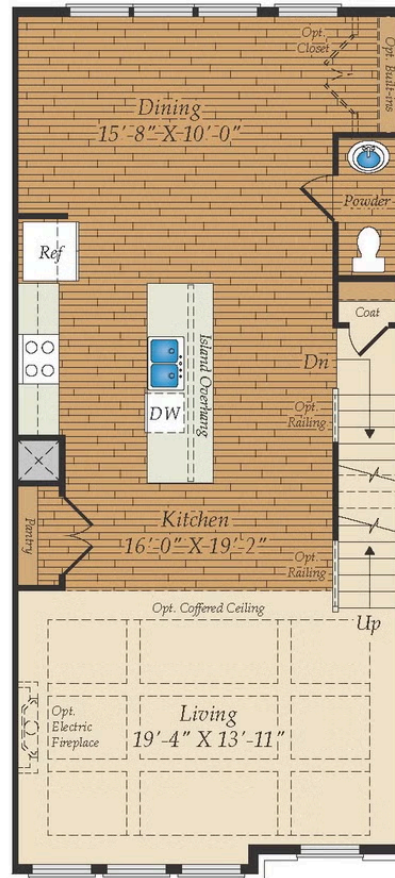 Opt.
Closet
Opt. Built-ins
Dining
15'-8" X 10'-0"
Powder
Ref
Coat
Island Overhang
Dn
DW
Opt.
Railing
Pantry
Kitchen
16'-0" X 19'-2"
Opt.
Railing
Up
Opt. Coffered Ceiling
Opt.
Electric
Fireplace
Living
19'-4" X 13'-11"